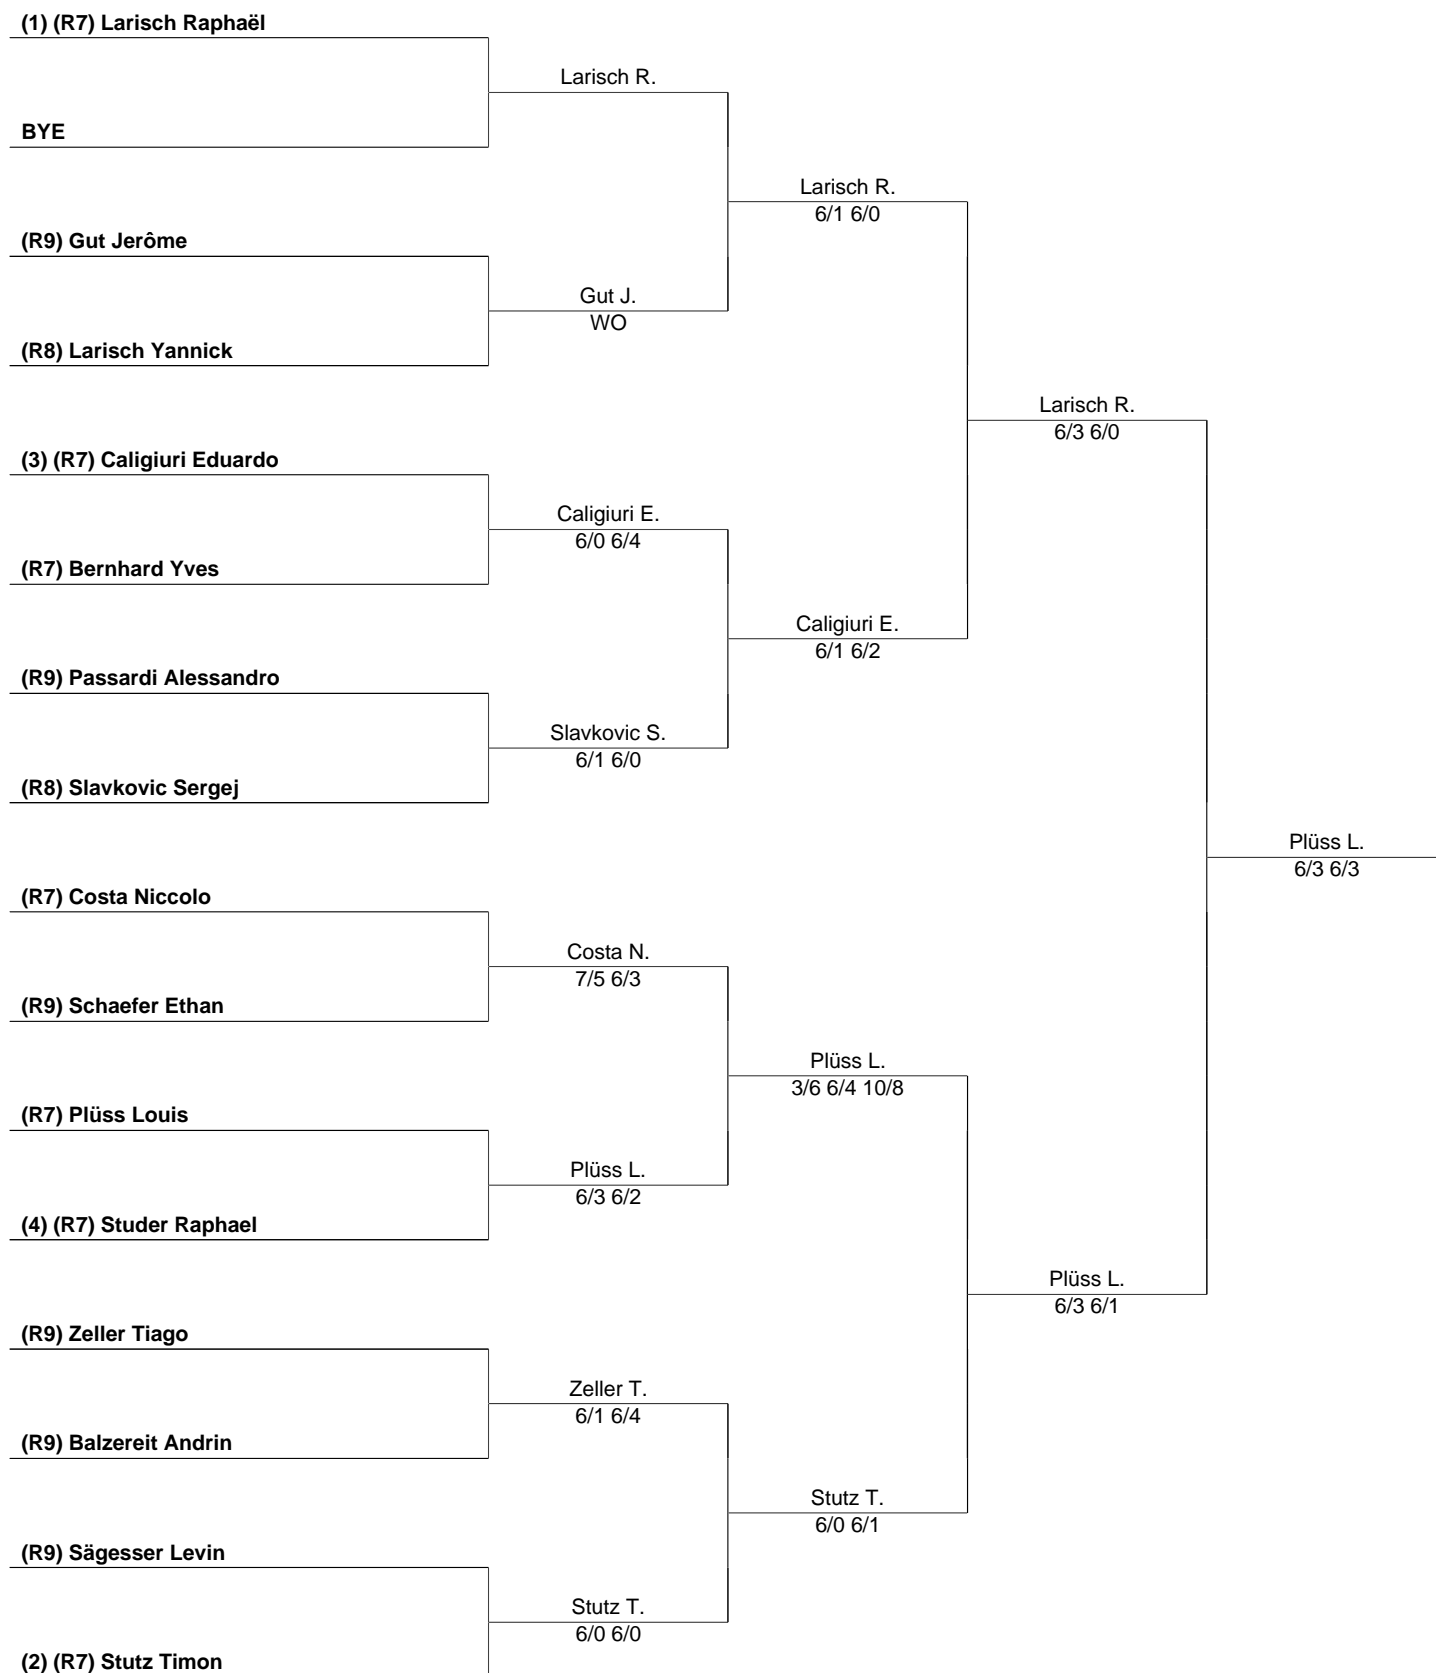 (1) (R7) Larisch Raphaël
Larisch R.
BYE
Larisch R.
6/1 6/0
(R9) Gut Jerôme
Gut J.
WO
(R8) Larisch Yannick
Larisch R.
6/3 6/0
(3) (R7) Caligiuri Eduardo
Caligiuri E.
6/0 6/4
(R7) Bernhard Yves
Caligiuri E.
6/1 6/2
(R9) Passardi Alessandro
Slavkovic S.
6/1 6/0
(R8) Slavkovic Sergej
Plüss L.
6/3 6/3
(R7) Costa Niccolo
Costa N.
7/5 6/3
(R9) Schaefer Ethan
Plüss L.
3/6 6/4 10/8
(R7) Plüss Louis
Plüss L.
6/3 6/2
(4) (R7) Studer Raphael
Plüss L.
6/3 6/1
(R9) Zeller Tiago
Zeller T.
6/1 6/4
(R9) Balzereit Andrin
Stutz T.
6/0 6/1
(R9) Sägesser Levin
Stutz T.
6/0 6/0
(2) (R7) Stutz Timon